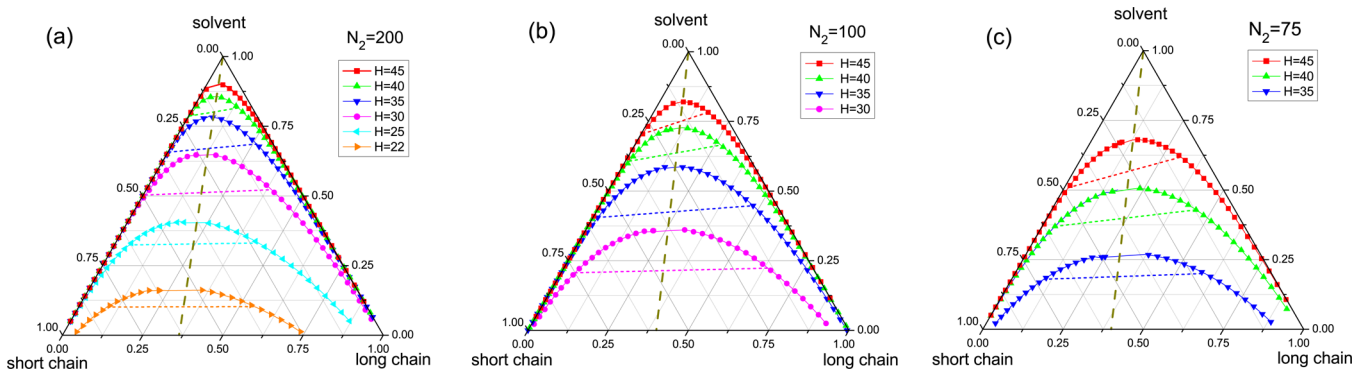 solvent
(a)
N2=200
0.00
1.00
H=45
H=40
H=35
H=30
H=25
H=22
0.25
0.75
0.50
0.50
0.75
0.25
1.00
0.00
0.00
0.25
0.50
0.75
1.00
short chain
long chain
solvent
(b)
N2=100
0.00
1.00
H=45
H=40
H=35
H=30
0.25
0.75
0.50
0.50
0.75
0.25
1.00
0.00
0.00
0.25
0.50
0.75
1.00
short chain
long chain
solvent
(c)
N2=75
0.00
1.00
H=45
H=40
H=35
0.25
0.75
0.50
0.50
0.75
0.25
1.00
0.00
0.00
0.25
0.50
0.75
1.00
short chain
long chain